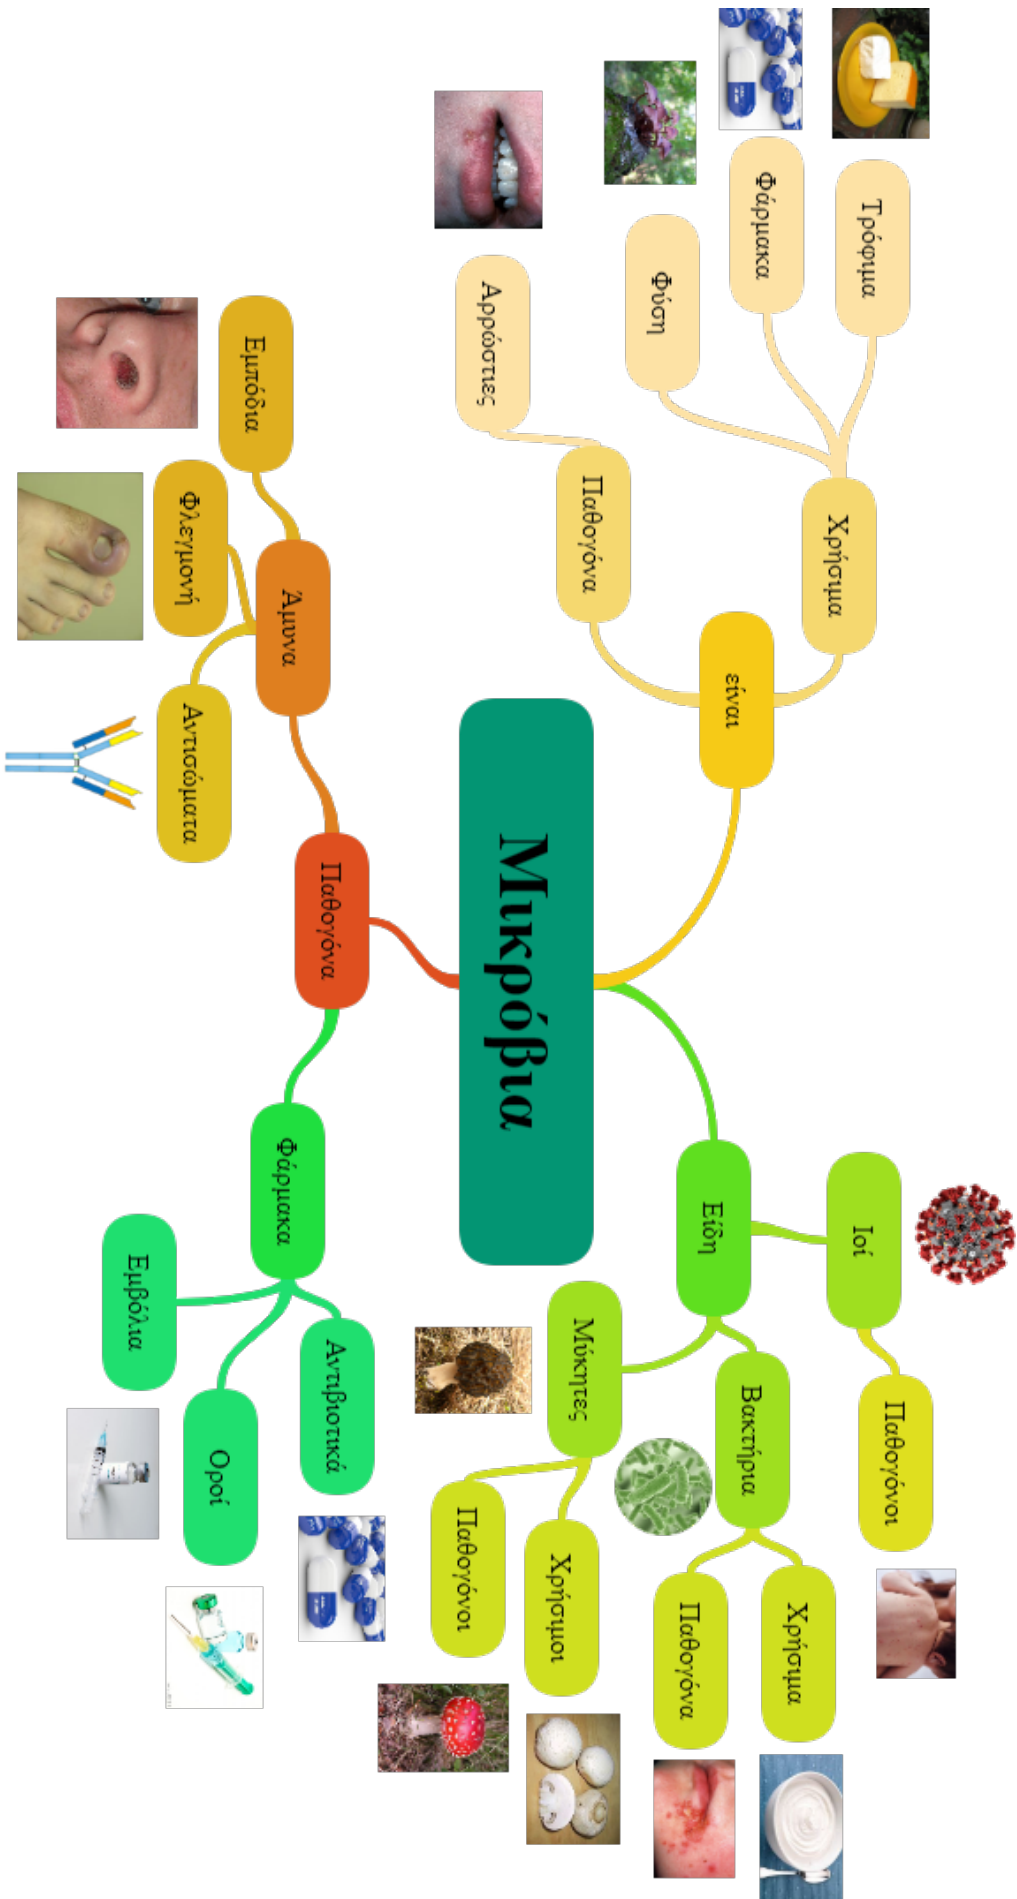 Μικρόβια
είναι
Χρήσιμα
Τρόφιμα
Φάρμακα
Φύση
Παθογόνα
Αρρώστιες
Είδη
Ιοί
Παθογόνοι
Βακτήρια
Χρήσιμα
Παθογόνα
Μύκητες
Χρήσιμοι
Παθογόνοι
Παθογόνα
Άμυνα
Εμπόδια
Φλεγμονή
Αντισώματα
Φάρμακα
Αντιβιοτικά
Οροί
Εμβόλια